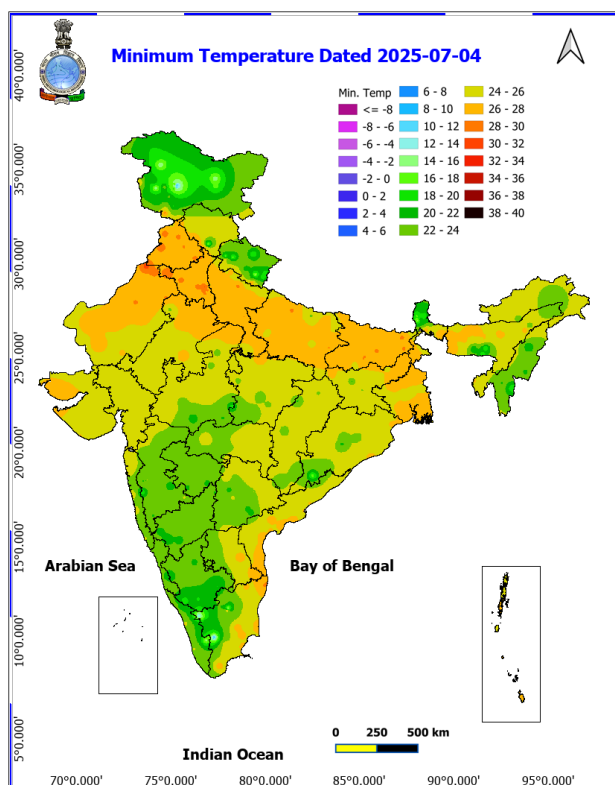 Minimum Temperature Dated 2025-07-04
Min. Temp
<= -8
-8 - -6
-6 - -4
-4 - -2
-2 - 0
0 - 2
2 - 4
4 - 6
6 - 8
8 - 10
10 - 12
12 - 14
14 - 16
16 - 18
18 - 20
20 - 22
22 - 24
24 - 26
26 - 28
28 - 30
30 - 32
32 - 34
34 - 36
36 - 38
38 - 40
40°0.000'
35°0.000'
30°0.000'
25°0.000'
20°0.000'
15°0.000'
10°0.000'
5°0.000'
Arabian Sea
Bay of Bengal
Indian Ocean
0 250 500 km
70°0.000' 75°0.000' 80°0.000' 85°0.000' 90°0.000' 95°0.000'